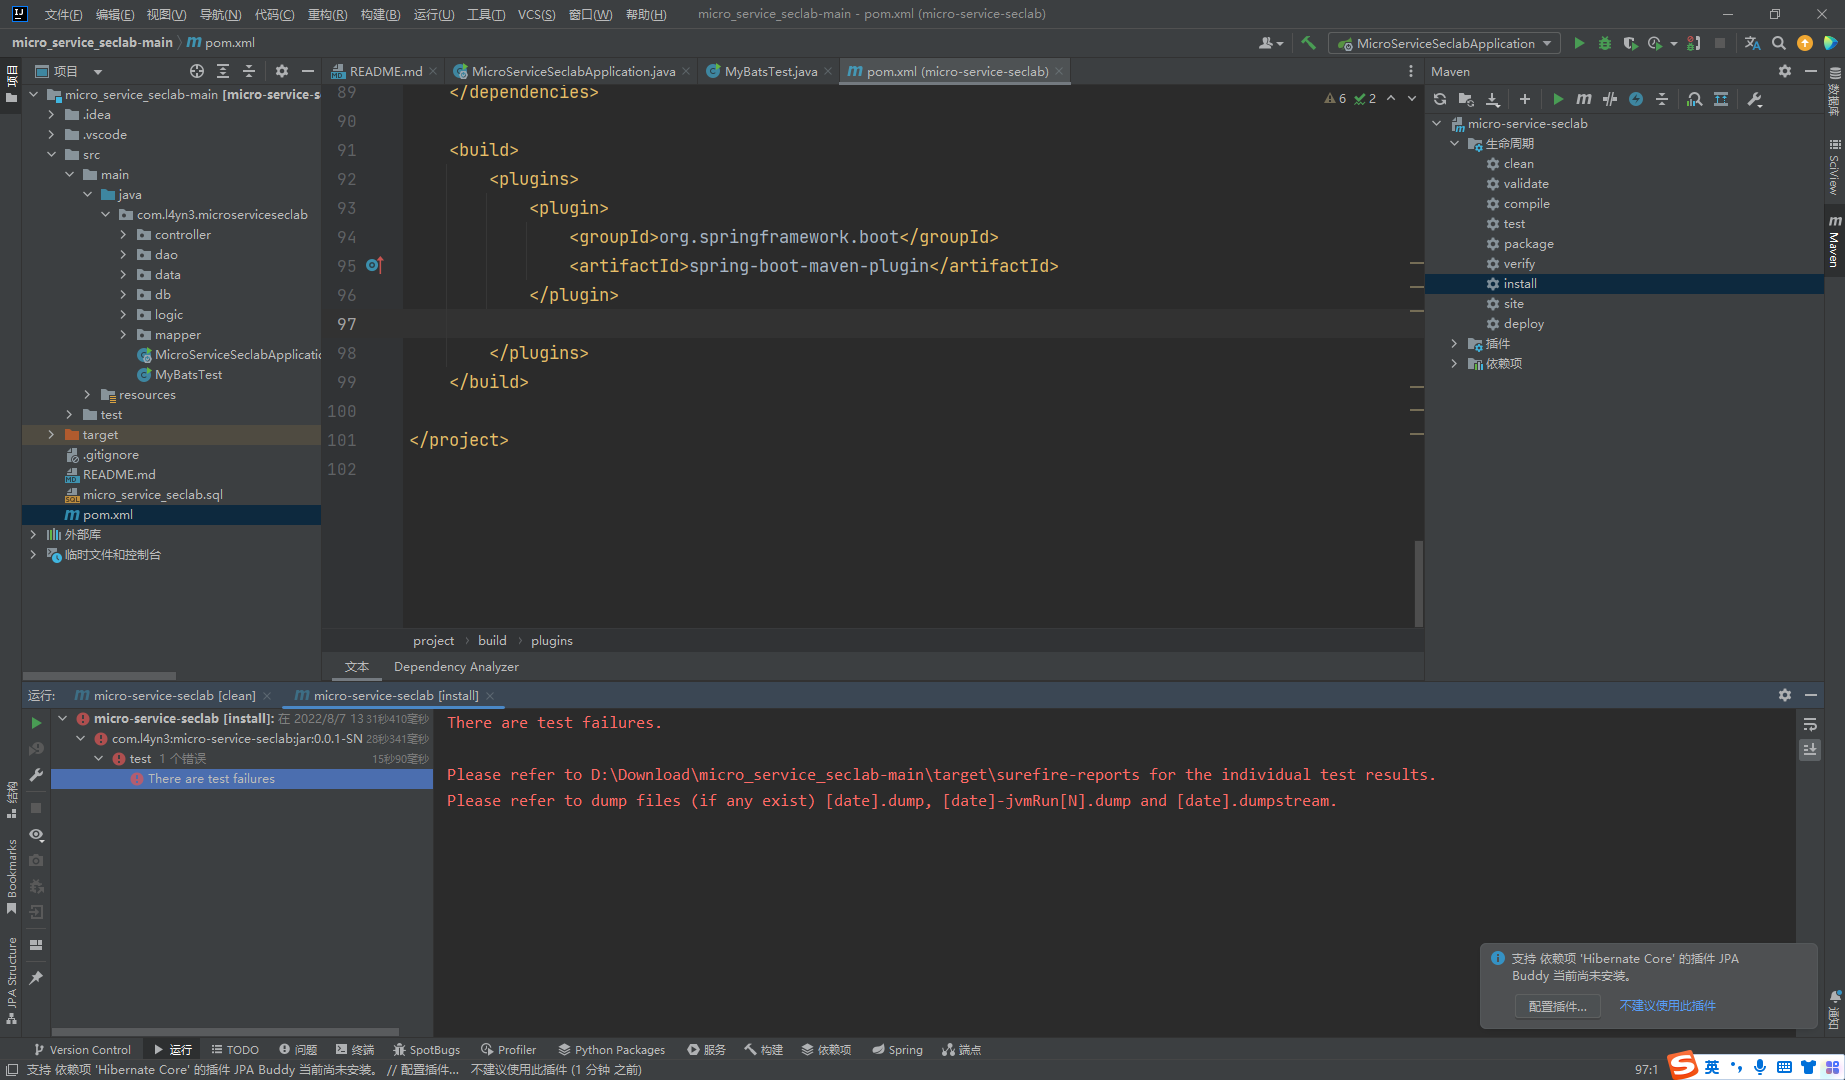 文件(F) 编辑(E) 视图(V) 导航(N) 代码(C) 重构(R) 构建(B) 运行(U) 工具(T) VCS(S) 窗口(W) 帮助(H) micro_service_seclab-main - pom.xml (micro-service-seclab)
micro_service_seclab-main pom.xml MicroServiceSeclabApplication
项目
项目
micro_service_seclab-main [micro-service-s
.idea
.vscode
src
main
java
com.l4yn3.microserviceseclab
controller
dao
data
db
logic
mapper
MicroServiceSeclabApplicatic
MyBatsTest
resources
test
target
.gitignore
README.md
micro_service_seclab.sql
pom.xml
外部库
临时文件和控制台
README.md MicroServiceSeclabApplication.java MyBatsTest.java pom.xml (micro-service-seclab)
6 2
89 </dependencies>
90
91 <build>
92 <plugins>
93 <plugin>
94 <groupId>org.springframework.boot</groupId>
95 <artifactId>spring-boot-maven-plugin</artifactId>
96 </plugin>
97
98 </plugins>
99 </build>
100
101 </project>
102
project build plugins
文本 Dependency Analyzer
Maven
micro-service-seclab
生命周期
clean
validate
compile
test
package
verify
install
site
deploy
插件
依赖项
数据库
SciView
Maven
通知
运行: micro-service-seclab [clean] micro-service-seclab [install]
micro-service-seclab [install]: 在 2022/8/7 13 31秒410毫秒
com.l4yn3:micro-service-seclab:jar:0.0.1-SN 28秒341毫秒
test 1 个错误 15秒90毫秒
There are test failures
There are test failures.
Please refer to D:\Download\micro_service_seclab-main\target\surefire-reports for the individual test results.
Please refer to dump files (if any exist) [date].dump, [date]-jvmRun[N].dump and [date].dumpstream.
结构
Bookmarks
JPA Structure
支持 依赖项 'Hibernate Core' 的插件 JPA
Buddy 当前尚未安装。
配置插件... 不建议使用此插件
Version Control 运行 TODO 问题 终端 SpotBugs Profiler Python Packages 服务 构建 依赖项 Spring 端点
支持 依赖项 'Hibernate Core' 的插件 JPA Buddy 当前尚未安装。 // 配置插件... 不建议使用此插件 (1 分钟 之前) 97:1 英